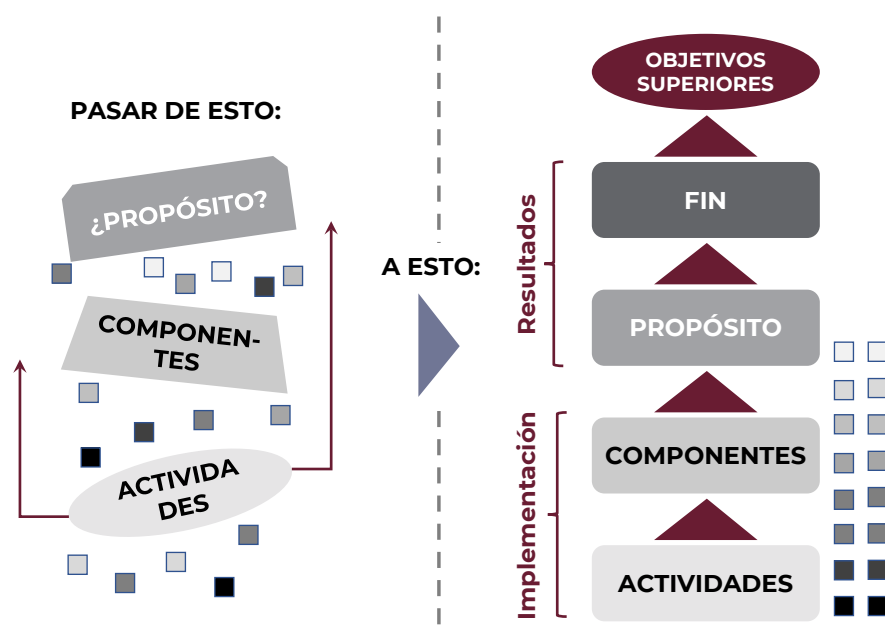 PASAR DE ESTO:
¿PROPÓSITO?
COMPONEN-
TES
ACTIVIDA
DES
A ESTO:
OBJETIVOS
SUPERIORES
Resultados
FIN
PROPÓSITO
Implementación
COMPONENTES
ACTIVIDADES